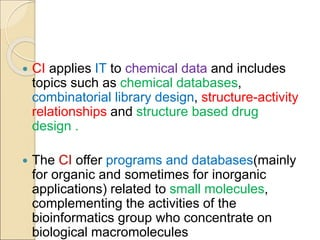 CI applies IT to chemical data and includes
topics such as chemical databases,
combinatorial library design, structure-activity
relationships and structure based drug
design .
The CI offer programs and databases(mainly
for organic and sometimes for inorganic
applications) related to small molecules,
complementing the activities of the
bioinformatics group who concentrate on
biological macromolecules